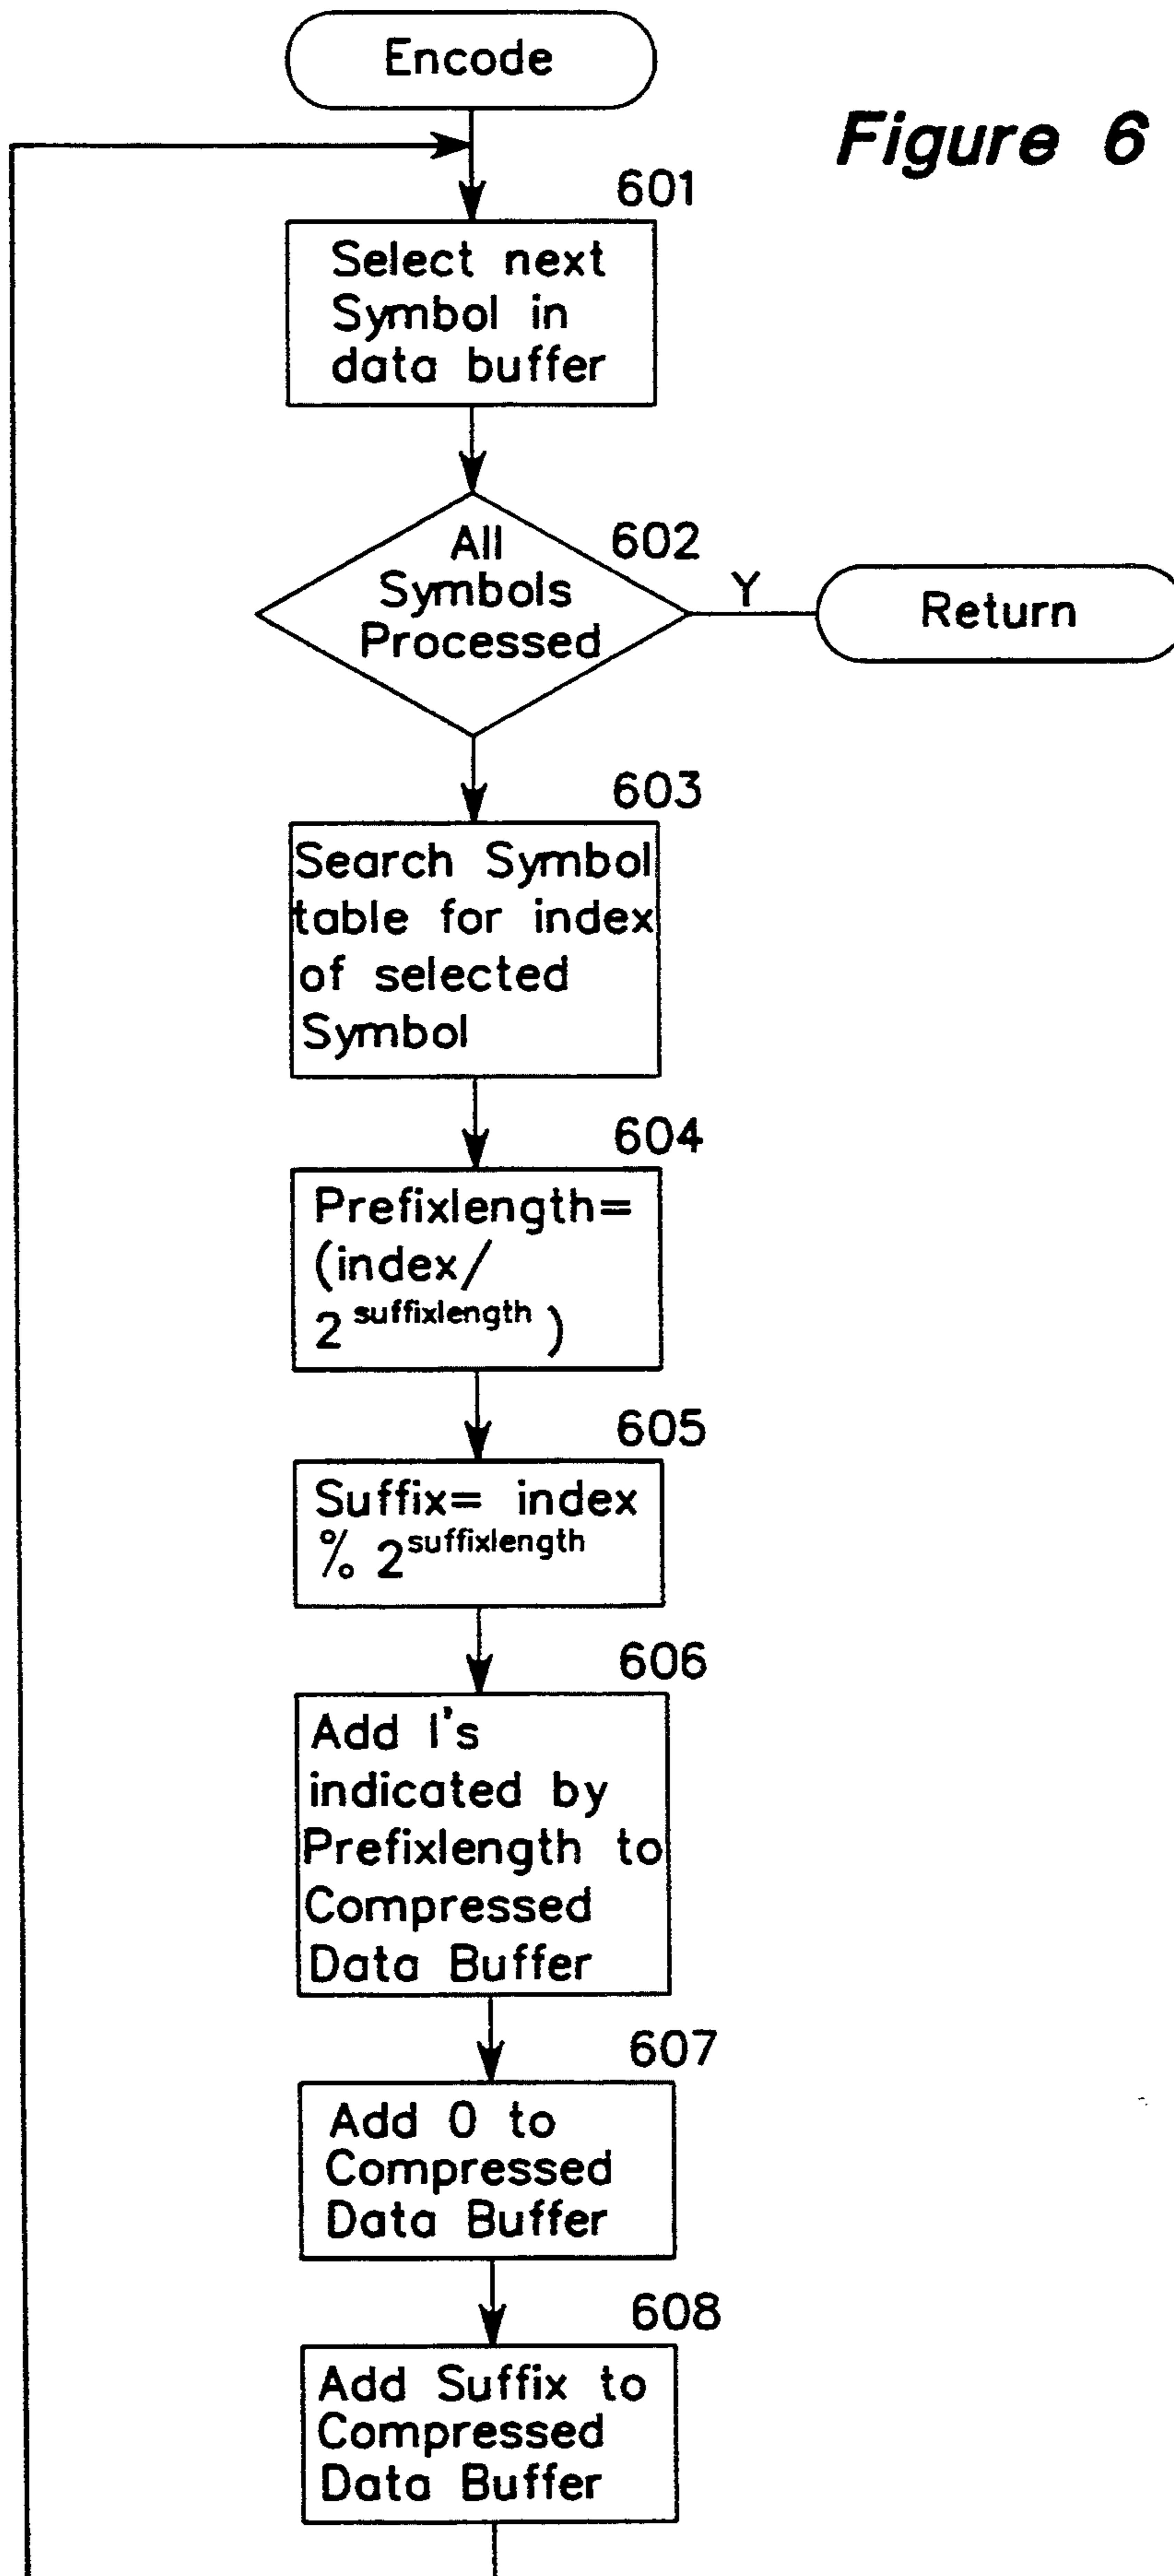 Encode
Figure 6
601
Select next
Symbol in
data buffer
602
All
Symbols
Processed
Y
Return
603
Search Symbol
table for index
of selected
Symbol
604
Prefixlength=
(index/
2 suffixlength )
605
Suffix= index
% 2suffixlength
606
Add 1's
indicated by
Prefixlength to
Compressed
Data Buffer
607
Add 0 to
Compressed
Data Buffer
608
Add Suffix to
Compressed
Data Buffer